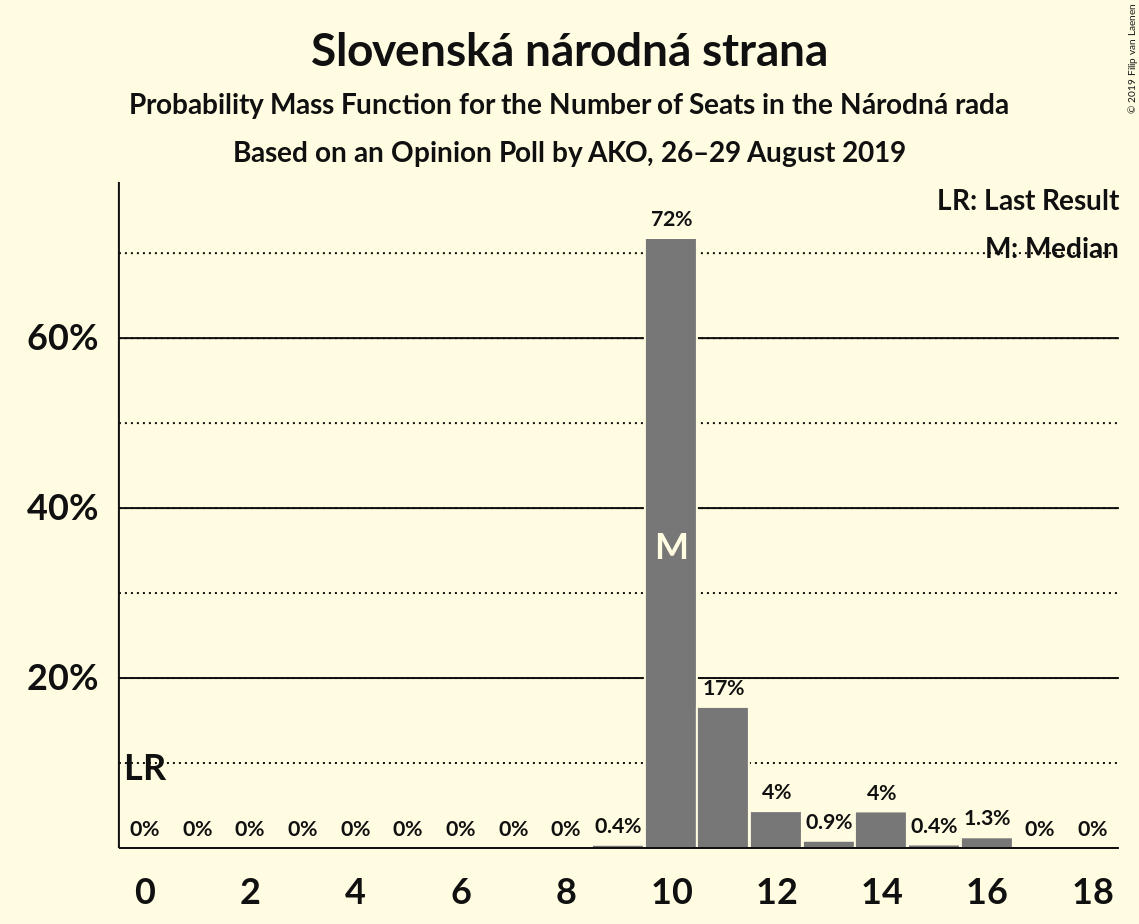 Slovenská národná strana
Probability Mass Function for the Number of Seats in the Národná rada
Based on an Opinion Poll by AKO, 26–29 August 2019
© 2019 Filip van Laenen
LR: Last Result
M: Median
72%
60%
40%
M
20%
17%
LR
0% 0% 0% 0% 0% 0% 0% 0% 0% 0.4% 4% 0.9% 4% 0.4% 1.3% 0% 0%
0 2 4 6 8 10 12 14 16 18